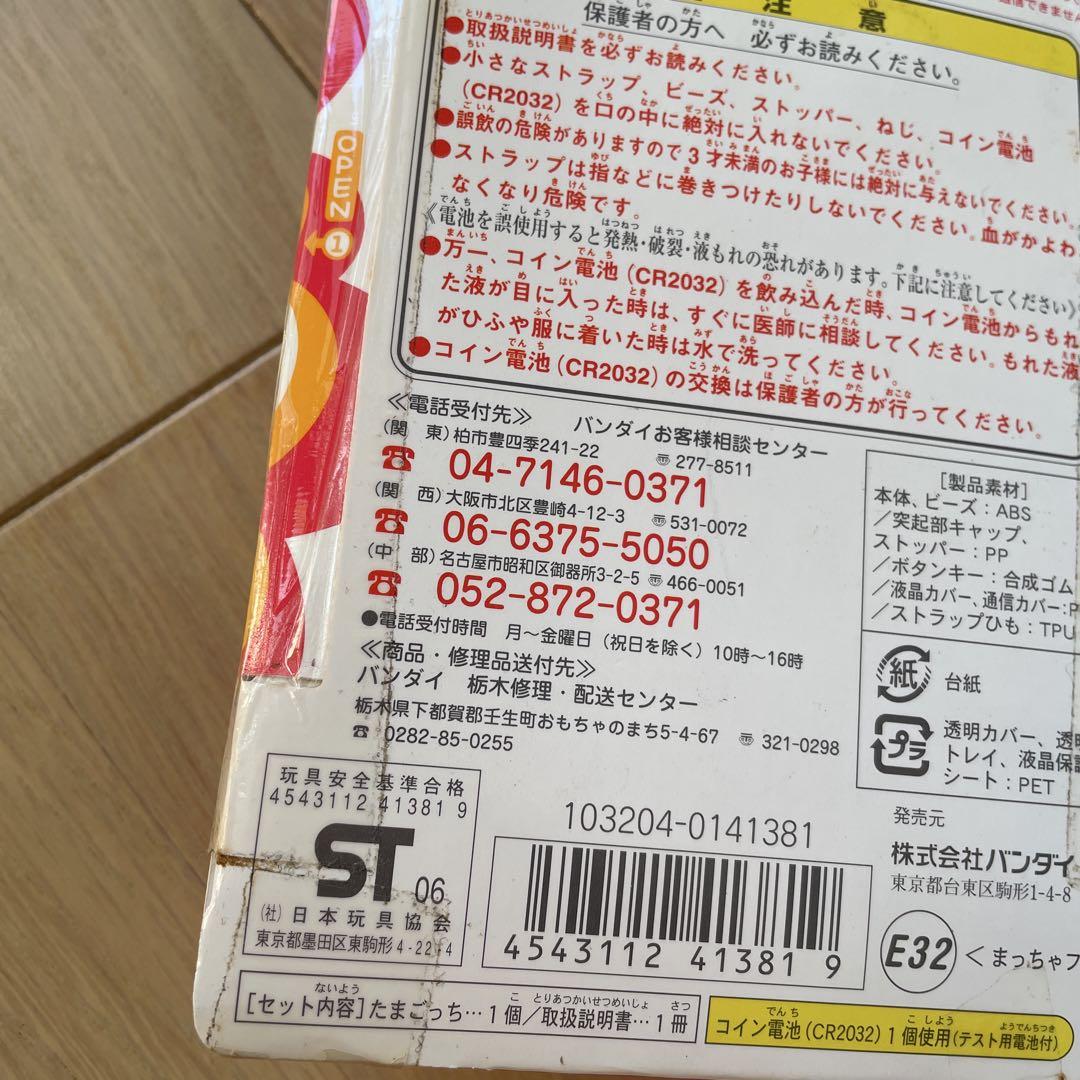 通信できません
注意
保護者の方へ 必ずお読みください。
●取扱説明書を必ずお読みください。
●小さなストラップ、ビーズ、ストッパー、ねじ、コイン電池
(CR2032)を口の中に絶対に入れないでください。
●誤飲の危険がありますので3才未満のお子様には絶対に与えないでください。
●ストラップは指などに巻きつけたりしないでください。血がかよわ
なくなり危険です。
《電池を誤使用すると発熱・破裂・液もれの恐れがあります。下記に注意してください》
●万一、コイン電池(CR2032)を飲み込んだ時、コイン電池からもれ
た液が目に入った時は、すぐに医師に相談してください。もれた液
がひふや服に着いた時は水で洗ってください。
●コイン電池(CR2032)の交換は保護者の方が行ってください。
OPEN
1
≪電話受付先≫ バンダイお客様相談センター
(関 東)柏市豊四季241-22 〠277-8511
☎ 04-7146-0371
(関 西)大阪市北区豊崎4-12-3 〠531-0072
☎ 06-6375-5050
(中 部)名古屋市昭和区御器所3-2-5 〠466-0051
☎ 052-872-0371
●電話受付時間 月〜金曜日(祝日を除く)10時〜16時
≪商品・修理品送付先≫
バンダイ 栃木修理・配送センター
栃木県下都賀郡壬生町おもちゃのまち5-4-67 〠321-0298
☎ 0282-85-0255
[製品素材]
本体、ビーズ:ABS
/突起部キャップ、
ストッパー:PP
/ボタンキー:合成ゴム
/液晶カバー、通信カバー:P
/ストラップひも:TPU
紙 台紙
プラ 透明カバー、透
トレイ、液晶保
シート:PET
玩具安全基準合格
4543112 41381 9
ST 06
(社)日本玩具協会
東京都墨田区東駒形4-22-4
103204-0141381
4543112 41381 9
発売元
株式会社バンダイ
東京都台東区駒形1-4-8
E32 <まっちゃフ
[セット内容]たまごっち…1個/取扱説明書…1冊
コイン電池(CR2032)1個使用(テスト用電池付)